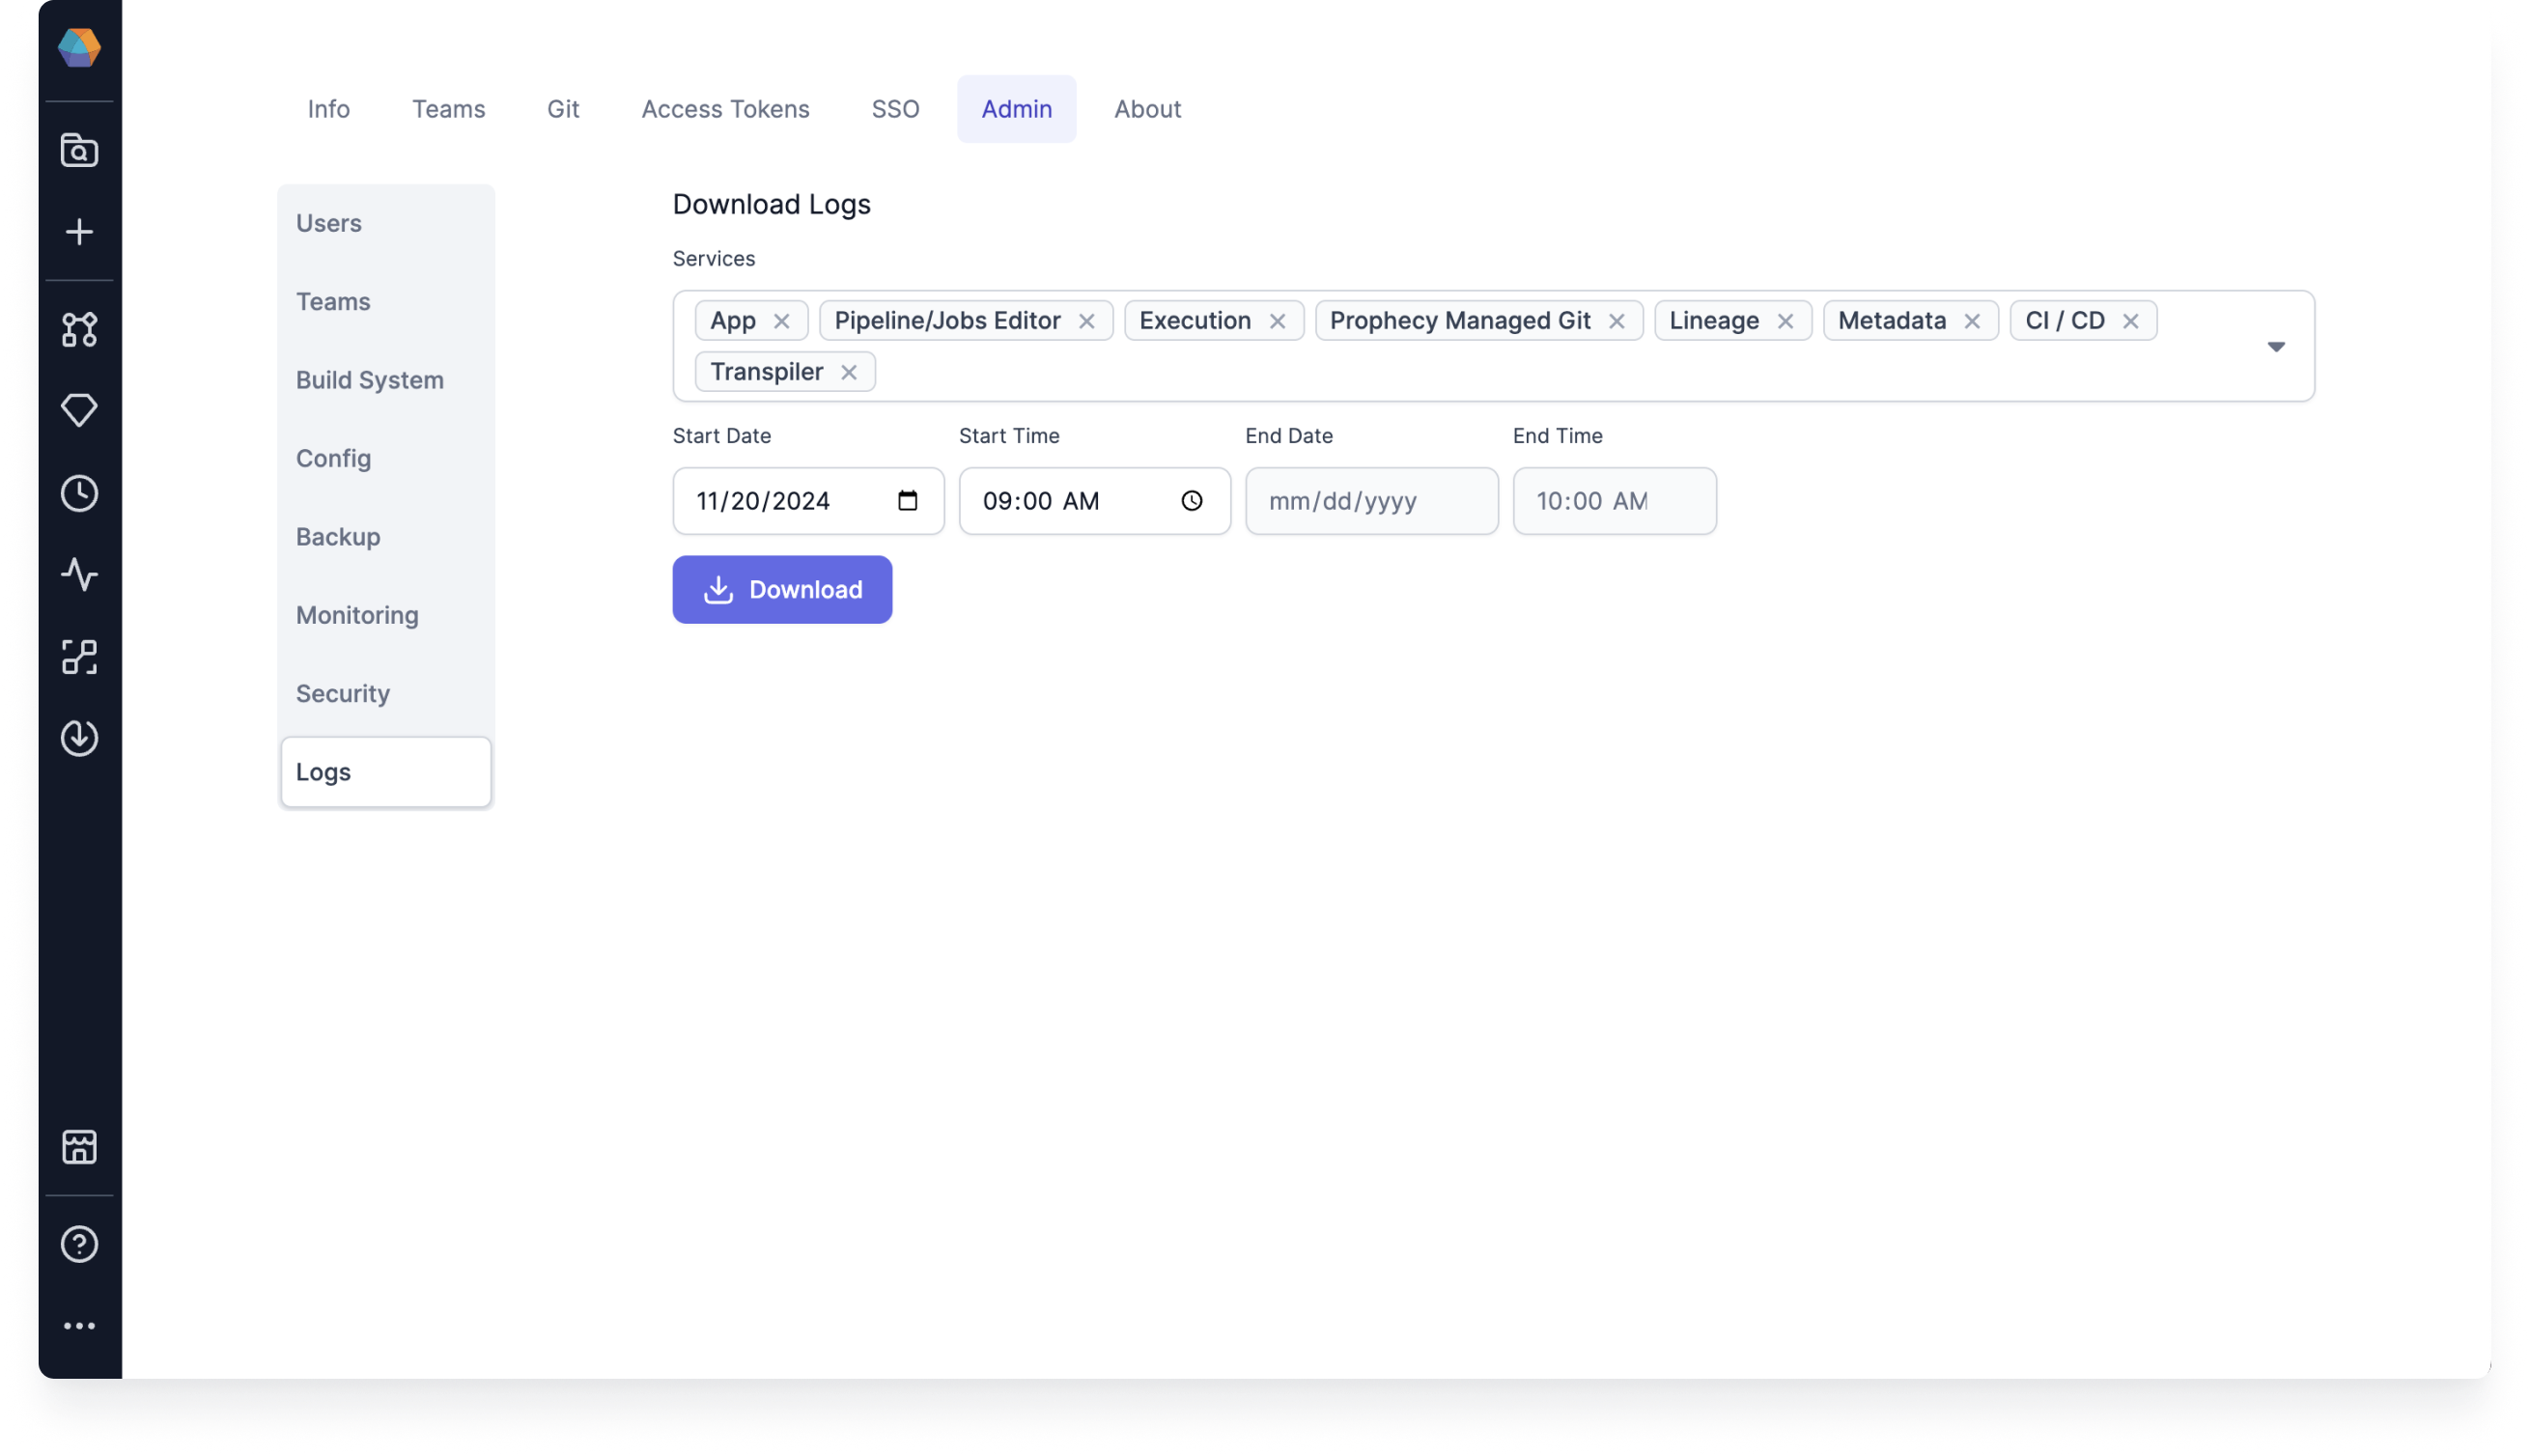 Info Teams Git Access Tokens SSO Admin About
Users
Teams
Build System
Config
Backup
Monitoring
Security
Logs
Download Logs
Services
App Pipeline/Jobs Editor Execution Prophecy Managed Git Lineage Metadata CI / CD
Transpiler
Start Date Start Time End Date End Time
11/20/2024 09:00 AM mm/dd/yyyy 10:00 AM
Download